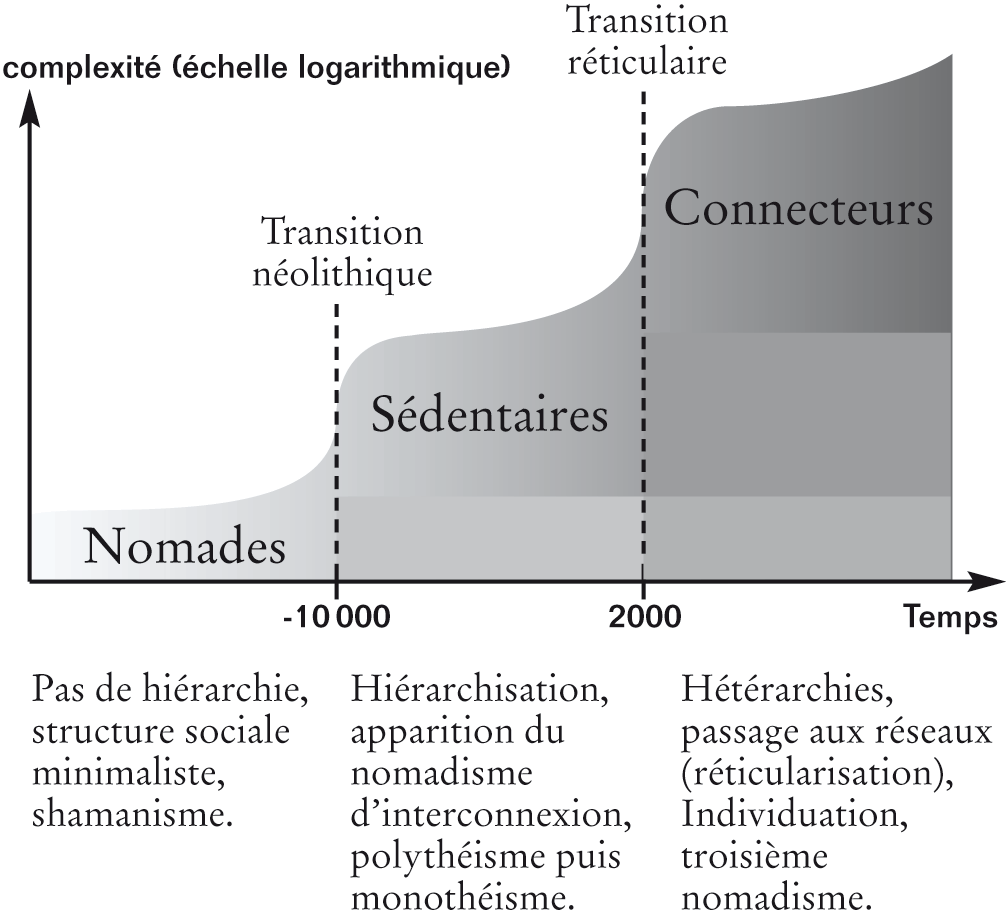 Transition
réticulaire
complexité (échelle logarithmique)
Connecteurs
Transition
néolithique
Sédentaires
Nomades
-10 000
2000
Temps
Pas de hiérarchie,
structure sociale
minimaliste,
shamanisme.
Hiérarchisation,
apparition du
nomadisme
d’interconnexion,
polythéisme puis
monothéisme.
Hétérarchies,
passage aux réseaux
(réticularisation),
Individuation,
troisième
nomadisme.